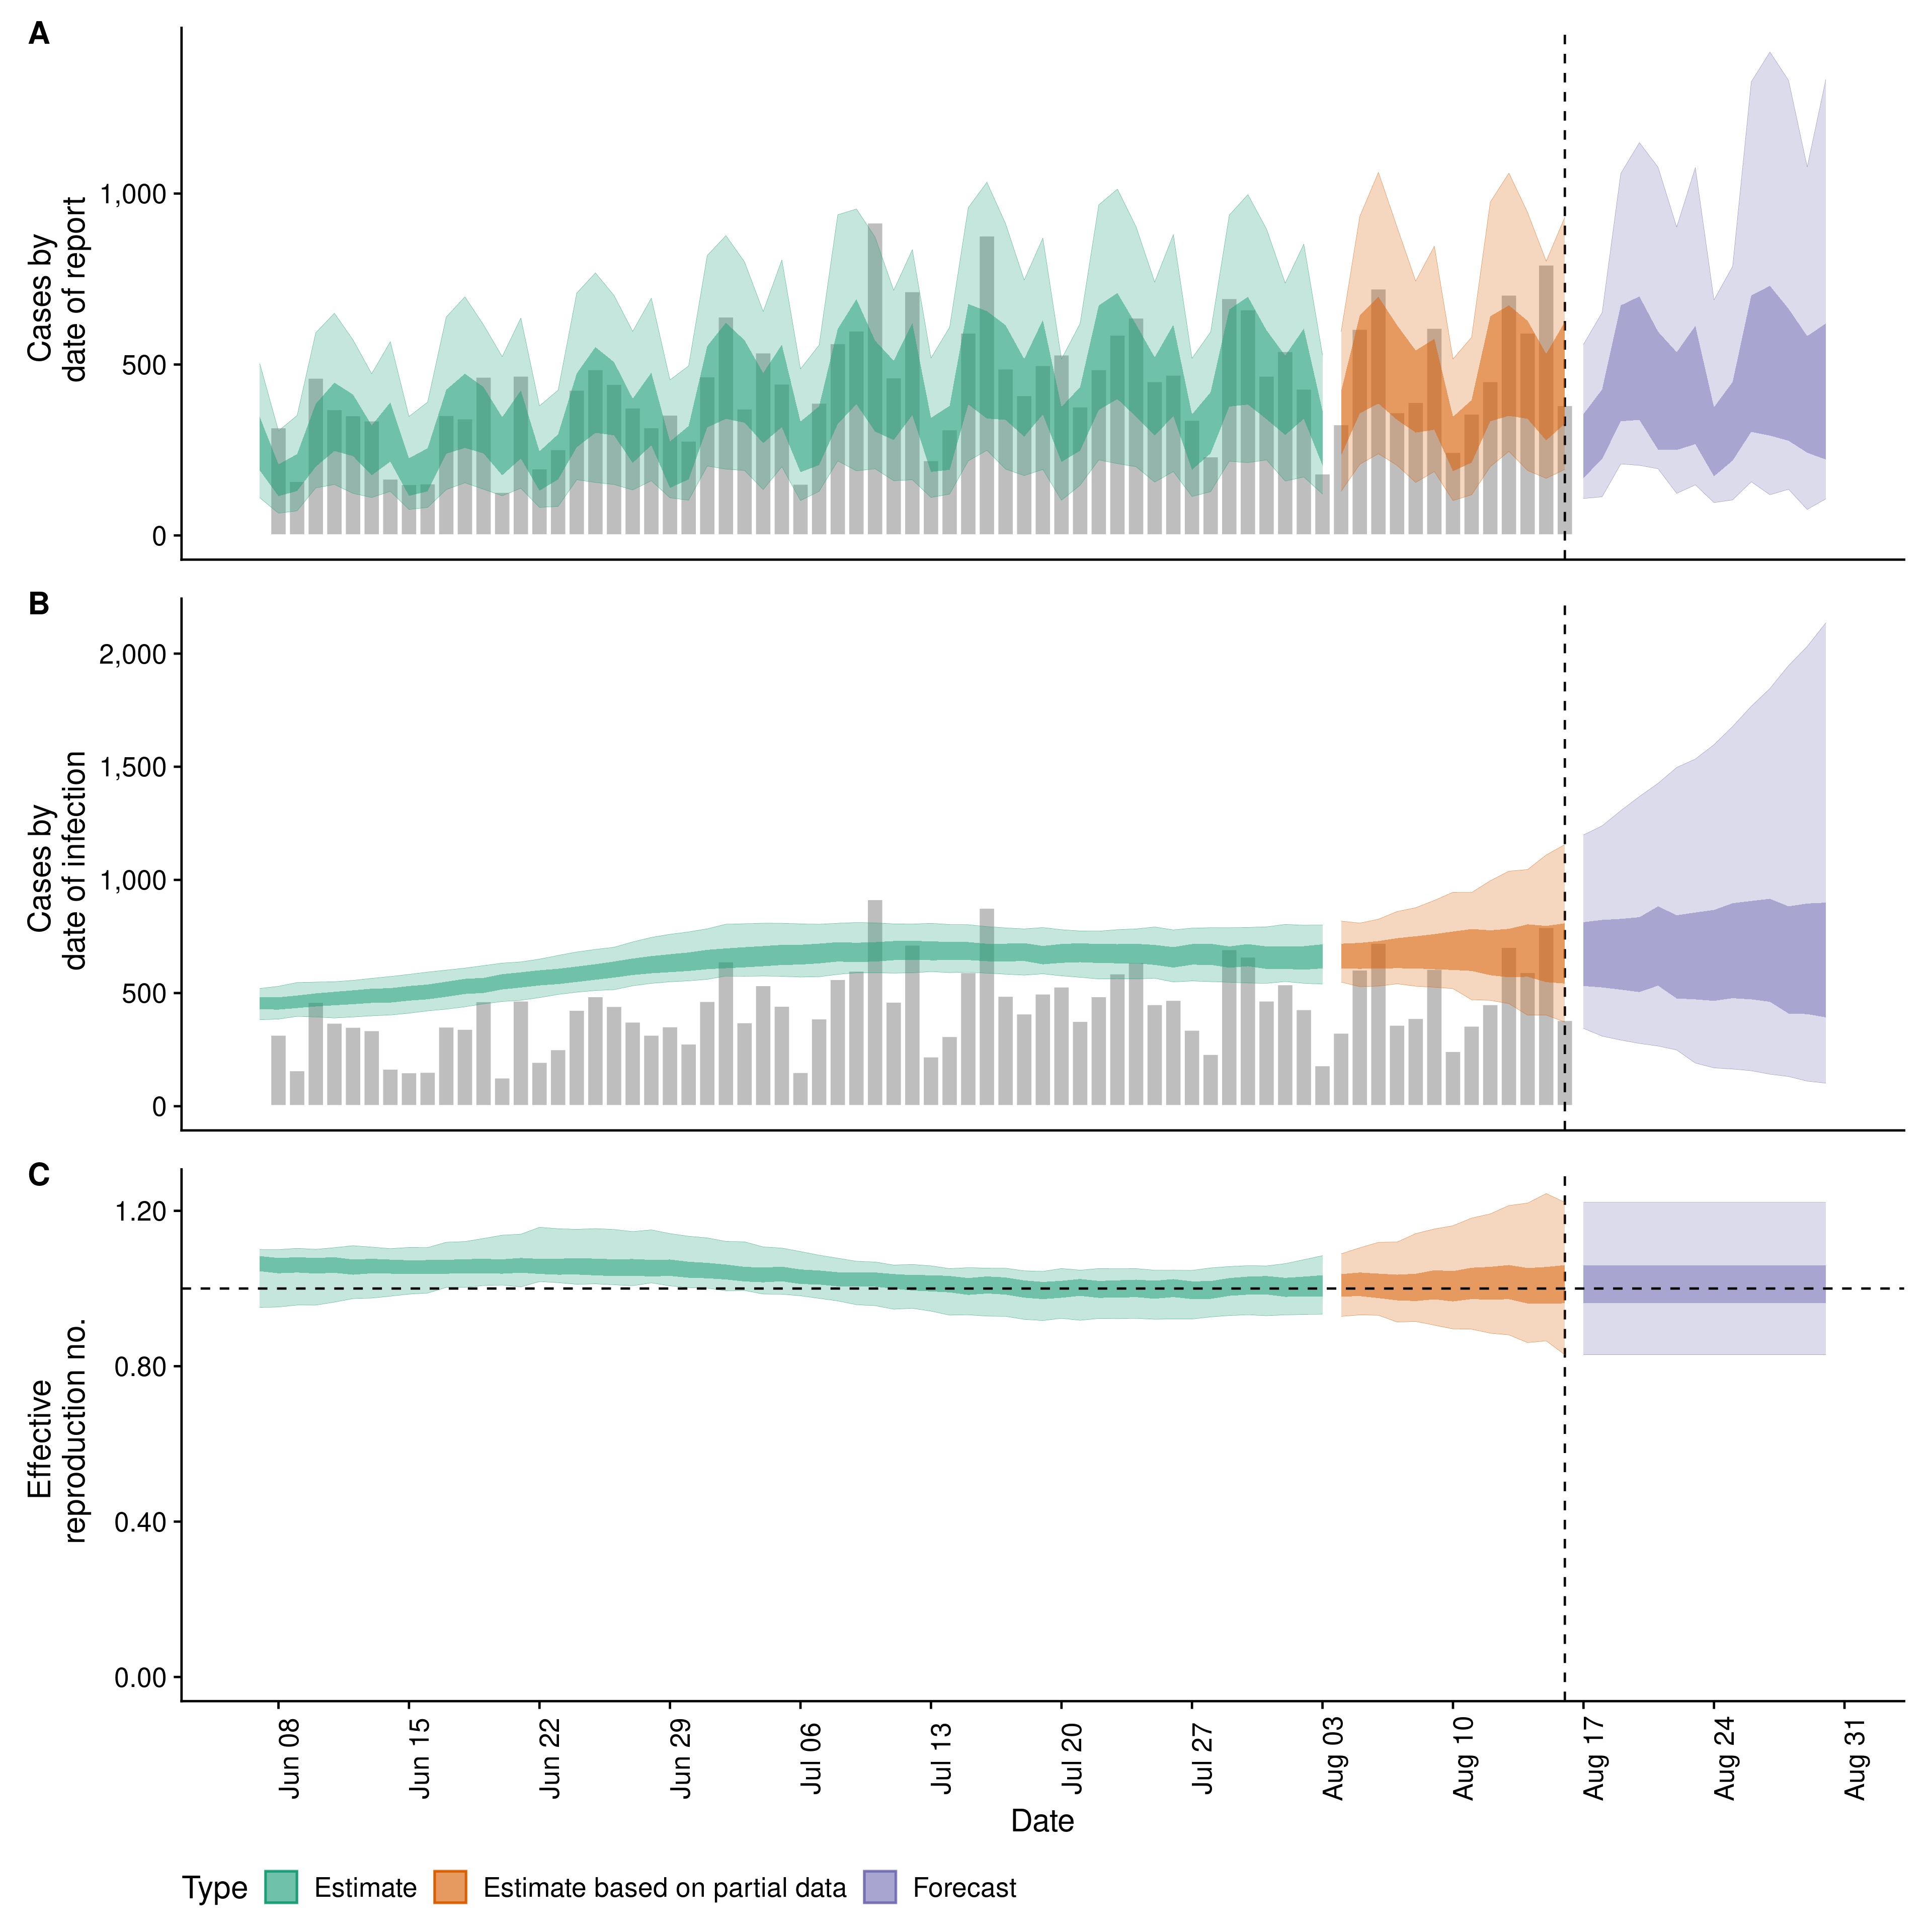 A
Cases by
date of report
1,000
500
0
B
Cases by
date of infection
2,000
1,500
1,000
500
0
C
Effective
reproduction no.
1.20
0.80
0.40
0.00
Jun 08
Jun 15
Jun 22
Jun 29
Jul 06
Jul 13
Jul 20
Jul 27
Aug 03
Aug 10
Aug 17
Aug 24
Aug 31
Date
Type Estimate Estimate based on partial data Forecast